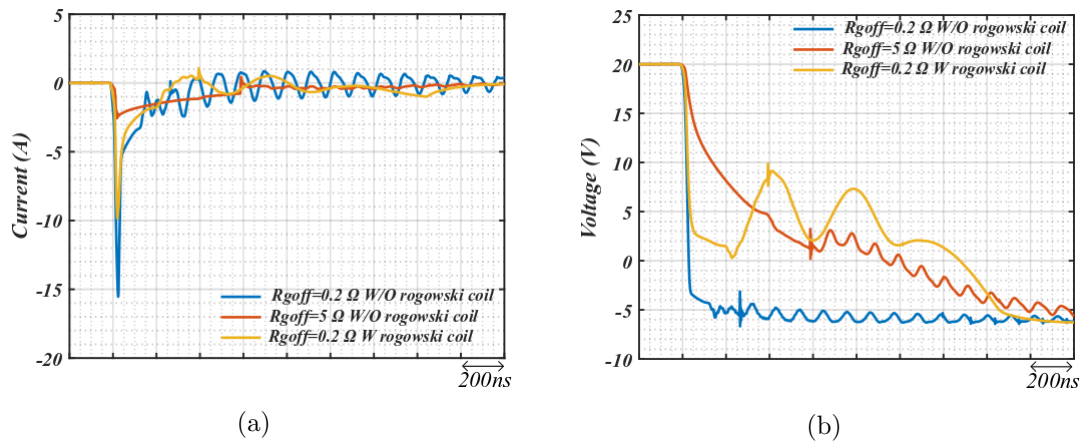 5
0
-5
-10
-15
-20
Current (A)
Rgoff=0.2 Ω W/O rogowski coil
Rgoff=5 Ω W/O rogowski coil
Rgoff=0.2 Ω W rogowski coil
200ns
(a)
25
20
15
10
5
0
-5
-10
Voltage (V)
Rgoff=0.2 Ω W/O rogowski coil
Rgoff=5 Ω W/O rogowski coil
Rgoff=0.2 Ω W rogowski coil
200ns
(b)